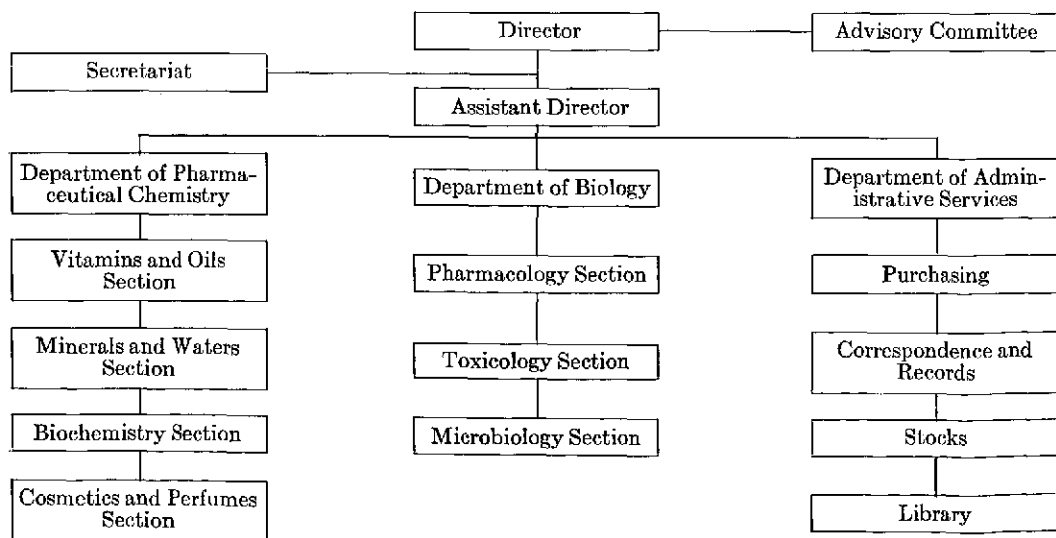 Director
Advisory Committee
Secretariat
Assistant Director
Department of Pharma-
ceutical Chemistry
Department of Biology
Department of Admin-
istrative Services
Vitamins and Oils
Section
Pharmacology Section
Purchasing
Minerals and Waters
Section
Toxicology Section
Correspondence and
Records
Biochemistry Section
Microbiology Section
Stocks
Cosmetics and Perfumes
Section
Library